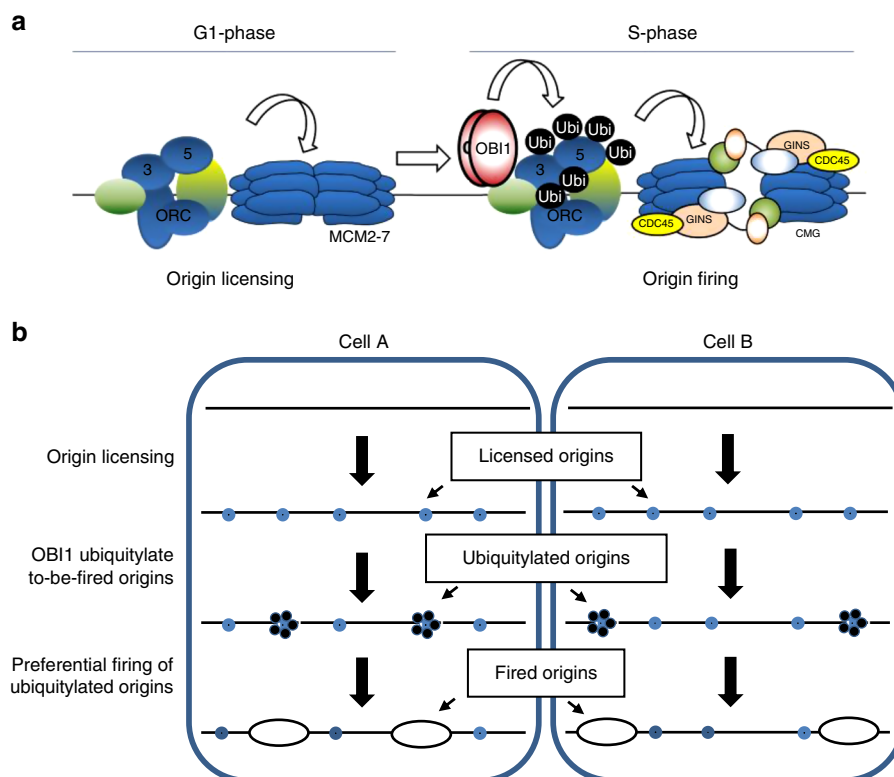 a
G1-phase
S-phase
3
5
ORC
MCM2-7
OBI1
Ubi
Ubi
Ubi
Ubi
Ubi
Ubi
3
5
ORC
GINS
CDC45
CDC45
GINS
CMG
Origin licensing
Origin firing
b
Cell A
Cell B
Origin licensing
Licensed origins
OBI1 ubiquitylate
to-be-fired origins
Ubiquitylated origins
Preferential firing of
ubiquitylated origins
Fired origins